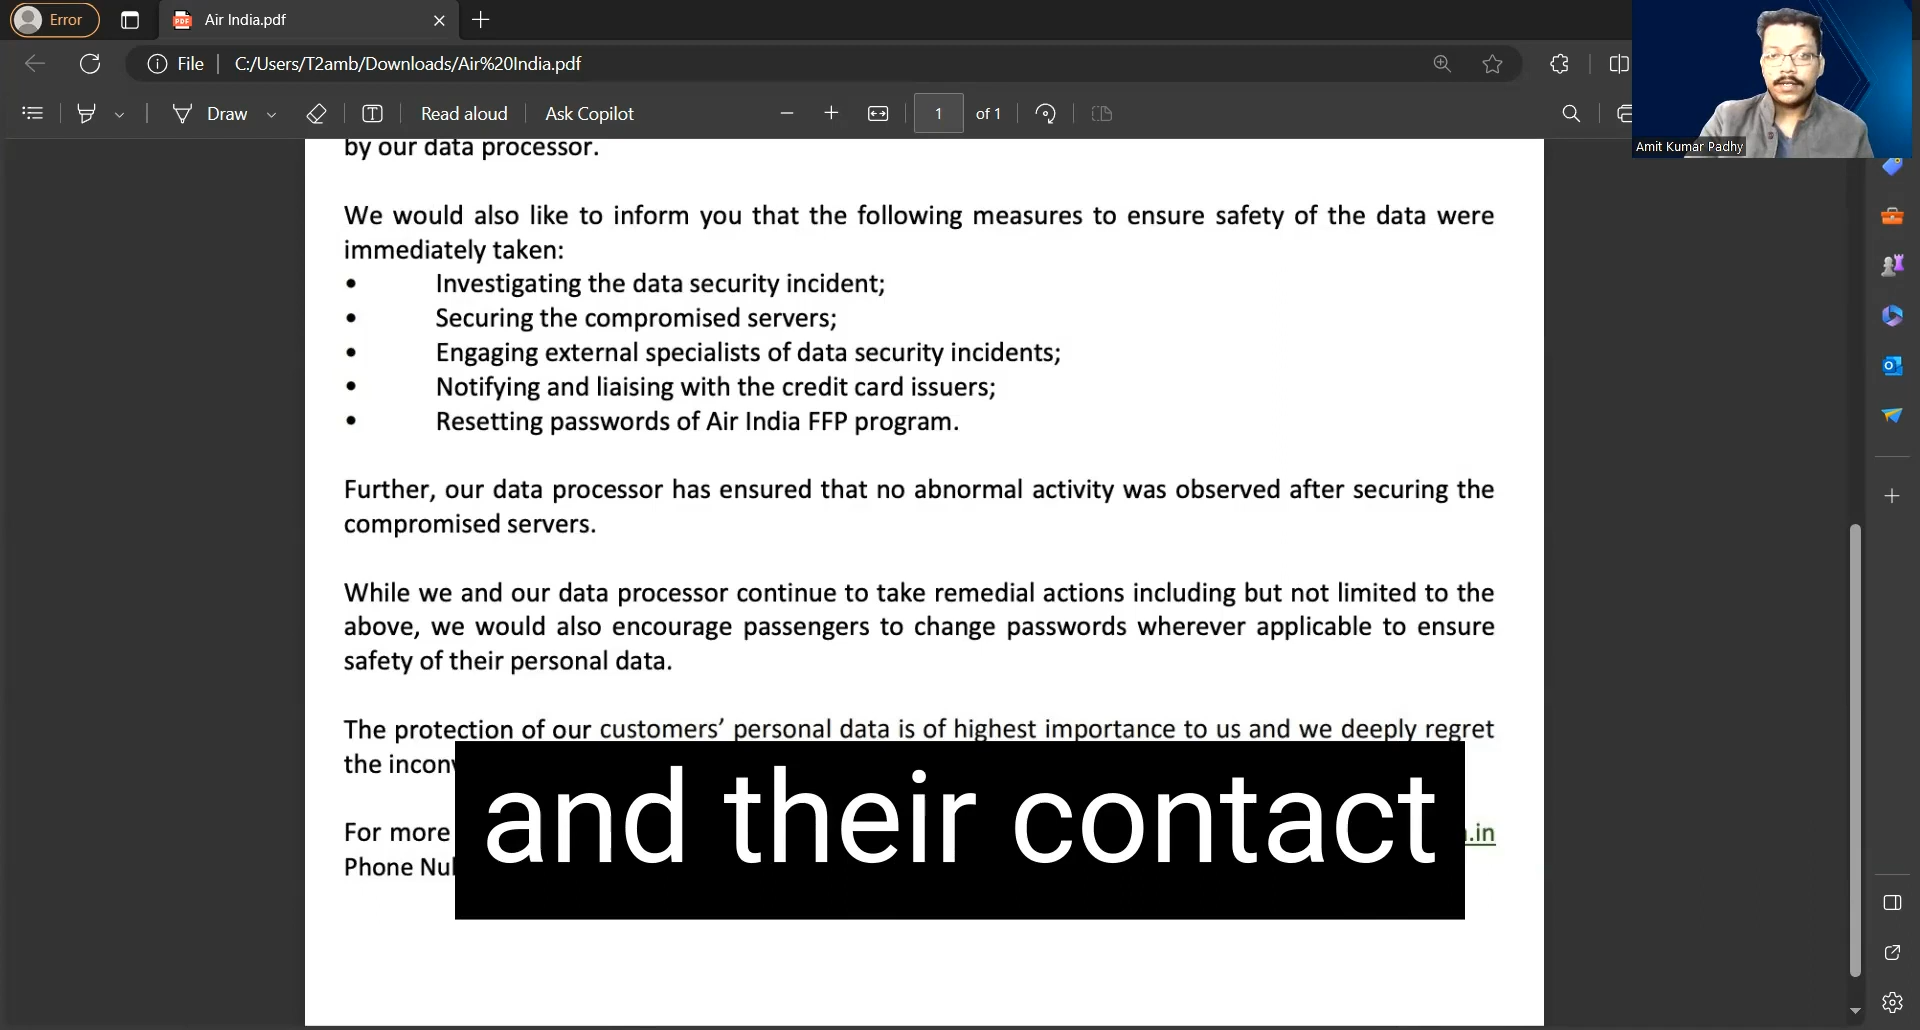 Error
Air India.pdf
File
C:/Users/T2amb/Downloads/Air%20India.pdf
Draw
Read aloud
Ask Copilot
1
of 1
Amit Kumar Padhy
by our data processor.
We would also like to inform you that the following measures to ensure safety of the data were
immediately taken:
• Investigating the data security incident;
• Securing the compromised servers;
• Engaging external specialists of data security incidents;
• Notifying and liaising with the credit card issuers;
• Resetting passwords of Air India FFP program.
Further, our data processor has ensured that no abnormal activity was observed after securing the
compromised servers.
While we and our data processor continue to take remedial actions including but not limited to the
above, we would also encourage passengers to change passwords wherever applicable to ensure
safety of their personal data.
The protection of our customers’ personal data is of highest importance to us and we deeply regret
the
For more
.in
Phone
and their contact